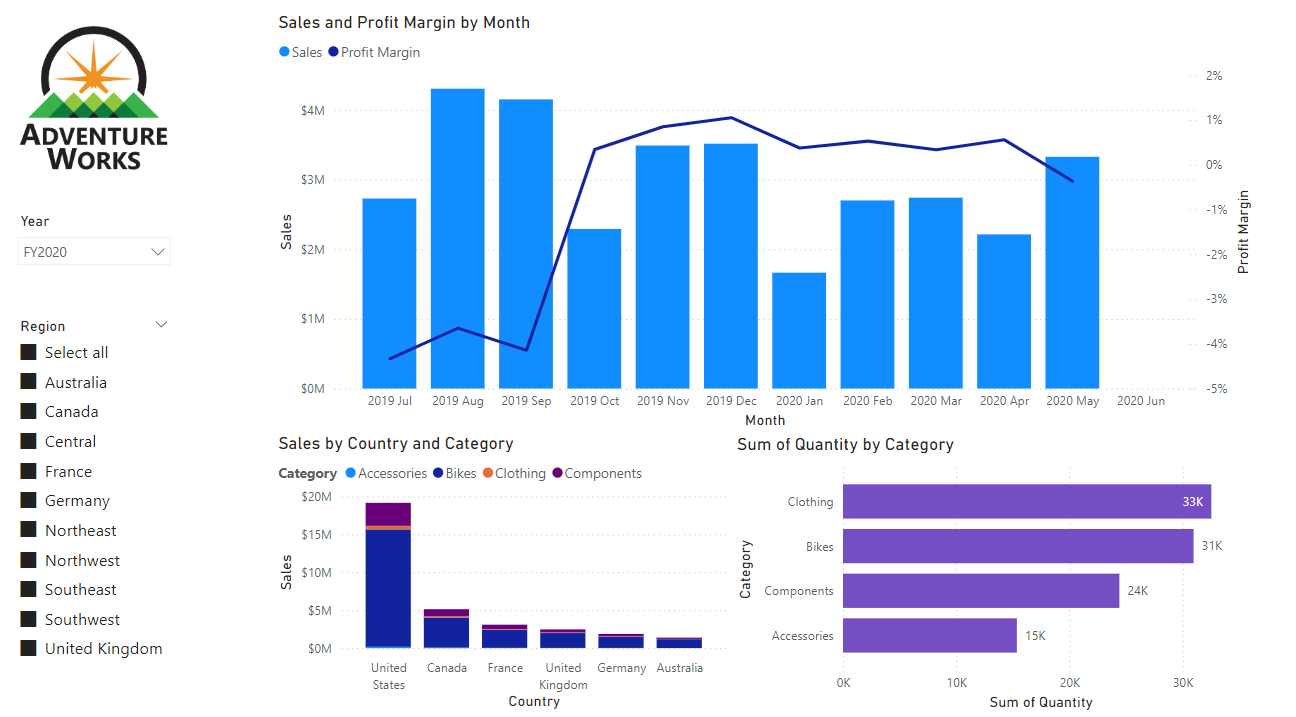 ADVENTURE
WORKS
Year
FY2020
Region
Select all
Australia
Canada
Central
France
Germany
Northeast
Northwest
Southeast
Southwest
United Kingdom
Sales and Profit Margin by Month
Sales Profit Margin
$4M
$3M
$2M
$1M
$0M
Sales
2%
1%
0%
-1%
-2%
-3%
-4%
-5%
Profit Margin
2019 Jul 2019 Aug 2019 Sep 2019 Oct 2019 Nov 2019 Dec 2020 Jan 2020 Feb 2020 Mar 2020 Apr 2020 May 2020 Jun
Month
Sales by Country and Category
Category Accessories Bikes Clothing Components
$20M
$15M
$10M
$5M
$0M
Sales
United States Canada France United Kingdom Germany Australia
Country
Sum of Quantity by Category
Category
Clothing 33K
Bikes 31K
Components 24K
Accessories 15K
0K 10K 20K 30K
Sum of Quantity